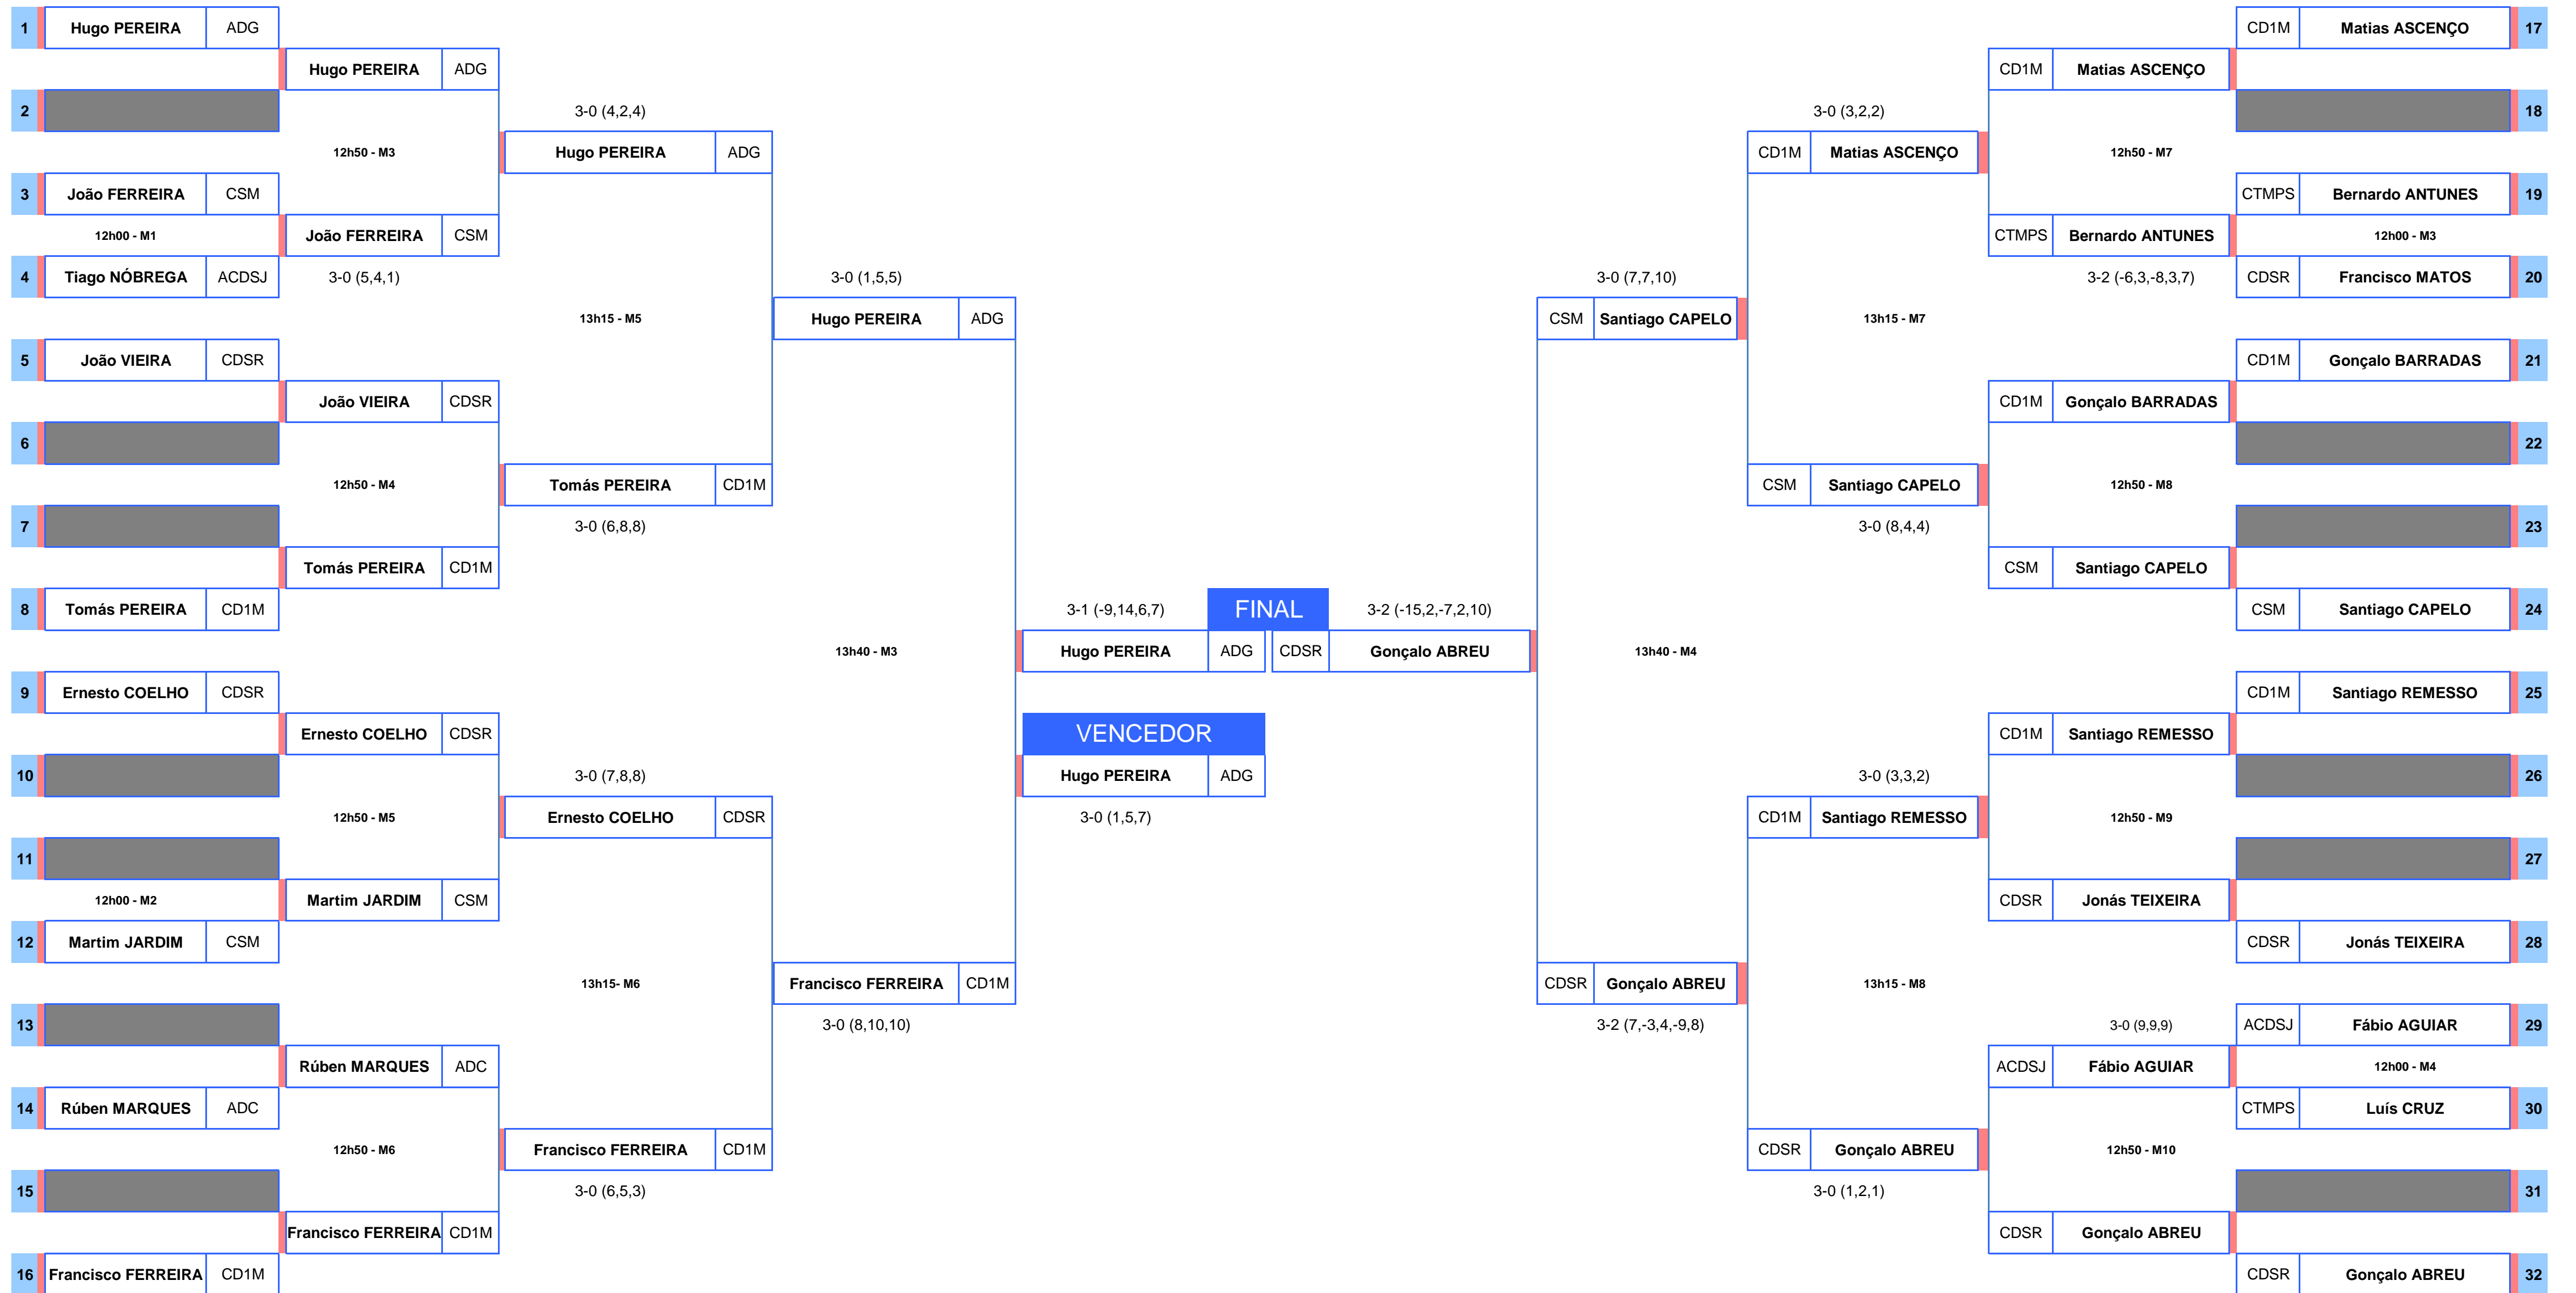 1 Hugo PEREIRA ADG
CD1M Matias ASCENÇO 17
Hugo PEREIRA ADG
CD1M Matias ASCENÇO
2 3-0 (4,2,4)
3-0 (3,2,2) 18
12h50 - M3
Hugo PEREIRA ADG
CD1M Matias ASCENÇO
12h50 - M7
3 João FERREIRA CSM
CTMPS Bernardo ANTUNES 19
12h00 - M1
João FERREIRA CSM
CTMPS Bernardo ANTUNES
12h00 - M3
4 Tiago NÓBREGA ACDSJ
3-0 (5,4,1)
3-0 (1,5,5)
3-0 (7,7,10)
3-2 (-6,3,-8,3,7)
CDSR Francisco MATOS 20
13h15 - M5
Hugo PEREIRA ADG
CSM Santiago CAPELO
13h15 - M7
5 João VIEIRA CDSR
CD1M Gonçalo BARRADAS 21
João VIEIRA CDSR
CD1M Gonçalo BARRADAS
6
22
12h50 - M4
Tomás PEREIRA CD1M
CSM Santiago CAPELO
12h50 - M8
7 3-0 (6,8,8)
3-0 (8,4,4) 23
Tomás PEREIRA CD1M
CSM Santiago CAPELO
8 Tomás PEREIRA CD1M
3-1 (-9,14,6,7)
FINAL
3-2 (-15,2,-7,2,10)
CSM Santiago CAPELO 24
13h40 - M3
Hugo PEREIRA ADG
CDSR Gonçalo ABREU
13h40 - M4
9 Ernesto COELHO CDSR
CD1M Santiago REMESSO 25
Ernesto COELHO CDSR
VENCEDOR
CD1M Santiago REMESSO
10 3-0 (7,8,8)
Hugo PEREIRA ADG
3-0 (3,3,2) 26
12h50 - M5
Ernesto COELHO CDSR
3-0 (1,5,7)
CD1M Santiago REMESSO
12h50 - M9
11
27
12h00 - M2
Martim JARDIM CSM
CDSR Jonás TEIXEIRA
12 Martim JARDIM CSM
CDSR Jonás TEIXEIRA 28
13h15- M6
Francisco FERREIRA CD1M
CDSR Gonçalo ABREU
13h15 - M8
13 3-0 (8,10,10)
3-2 (7,-3,4,-9,8)
3-0 (9,9,9)
ACDSJ Fábio AGUIAR 29
Rúben MARQUES ADC
ACDSJ Fábio AGUIAR
12h00 - M4
14 Rúben MARQUES ADC
CTMPS Luís CRUZ 30
12h50 - M6
Francisco FERREIRA CD1M
CDSR Gonçalo ABREU
12h50 - M10
15 3-0 (6,5,3)
3-0 (1,2,1) 31
Francisco FERREIRA CD1M
CDSR Gonçalo ABREU
16 Francisco FERREIRA CD1M
CDSR Gonçalo ABREU 32